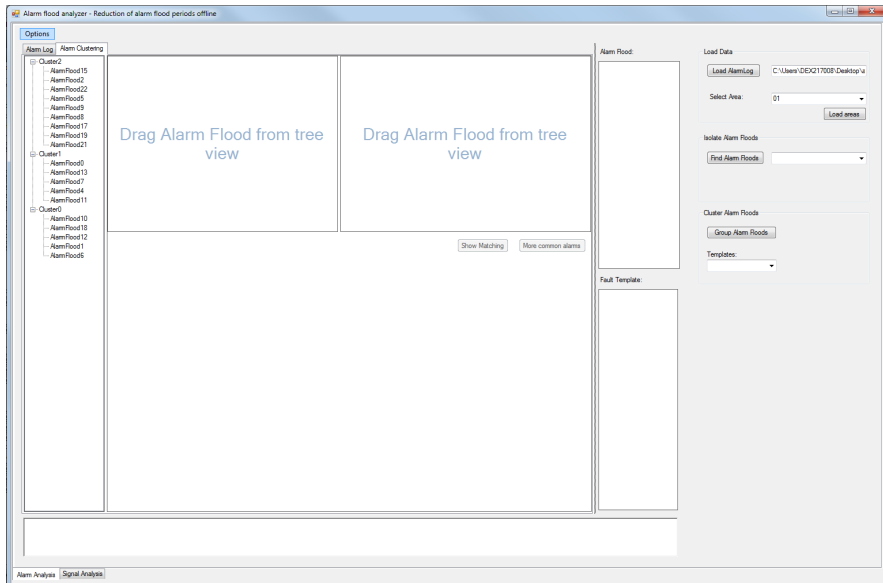 Alarm flood analyzer - Reduction of alarm flood periods offline
Options
Alarm Log Alarm Clustering
Cluster2
AlarmFlood15
AlarmFlood2
AlarmFlood22
AlarmFlood5
AlarmFlood9
AlarmFlood8
AlarmFlood17
AlarmFlood19
AlarmFlood21
Cluster1
AlarmFlood0
AlarmFlood13
AlarmFlood7
AlarmFlood4
AlarmFlood11
Cluster0
AlarmFlood10
AlarmFlood18
AlarmFlood12
AlarmFlood1
AlarmFlood6
Drag Alarm Flood from tree
view
Drag Alarm Flood from tree
view
Show Matching More common alarms
Alarm Flood:
Fault Template:
Load Data
Load AlarmLog C:\Users\DEX217008\Desktop\a
Select Area: 01
Load areas
Isolate Alarm Floods
Find Alarm Floods
Cluster Alarm Floods
Group Alarm Floods
Templates:
Alarm Analysis Signal Analysis